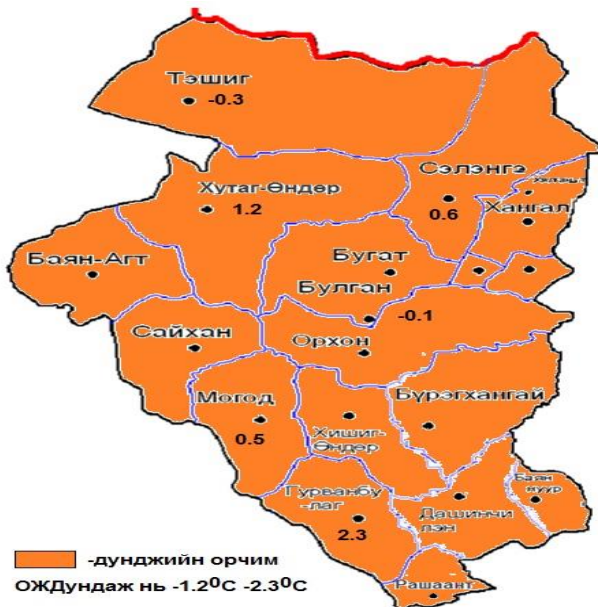 Тэшиг
-0.3
Сэлэнгэ
0.6
Хутаг-Өндөр
1.2
Хангал
Баян-Агт
Бугат
Булган
-0.1
Сайхан
Орхон
Могод
0.5
Бүрэгхангай
Хишиг-
Өндөр
Гурванбу
-лаг
2.3
Дашинчи
лэн
Баян
нуур
Рашаант
-дунджийн орчим
ОЖДундаж нь -1.2⁰С -2.3⁰С